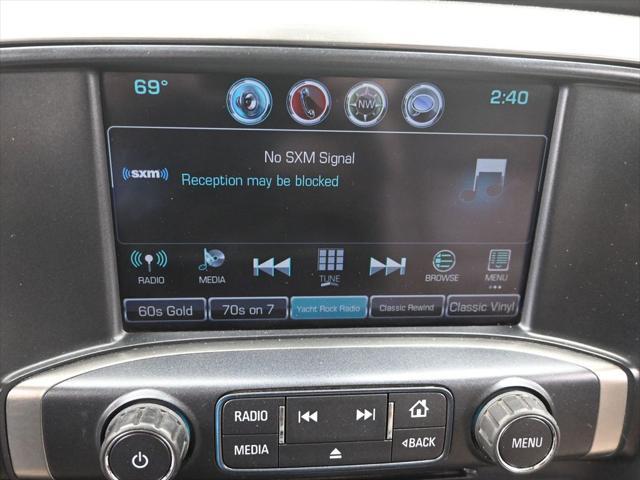 69°
NW
2:40
No SXM Signal
((sxm))
Reception may be blocked
RADIO
MEDIA
TUNE
BROWSE
MENU
60s Gold
70s on 7
Yacht Rock Radio
Classic Rewind
Classic Vinyl
RADIO
MEDIA
BACK
MENU